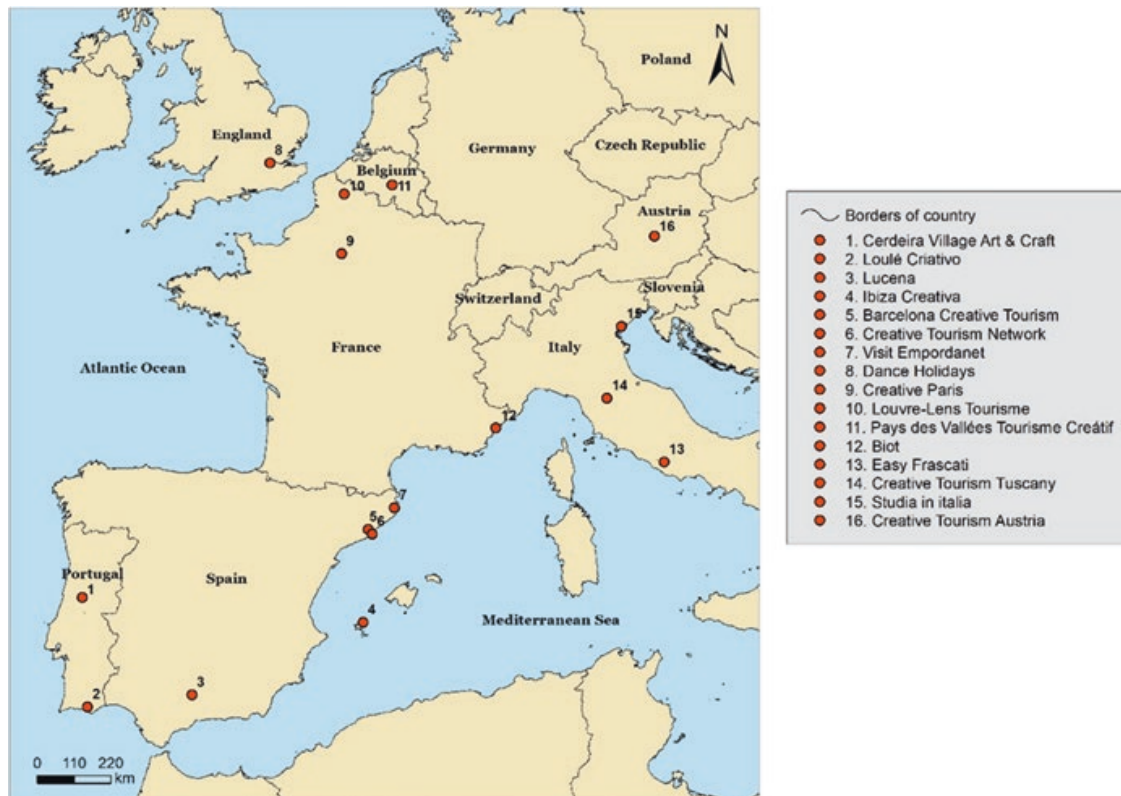 N
Poland
England
8
Germany
Czech Republic
Belgium
10
11
Austria
16
9
Switzerland
Slovenia
15
France
Italy
Atlantic Ocean
14
12
13
7
5
6
Portugal
1
Spain
4
Mediterranean Sea
3
2
0 110 220
km
Borders of country
1. Cerdeira Village Art & Craft
2. Loulé Criativo
3. Lucena
4. Ibiza Creativa
5. Barcelona Creative Tourism
6. Creative Tourism Network
7. Visit Empordanet
8. Dance Holidays
9. Creative Paris
10. Louvre-Lens Tourisme
11. Pays des Vallées Tourisme Creátif
12. Biot
13. Easy Frascati
14. Creative Tourism Tuscany
15. Studia in italia
16. Creative Tourism Austria